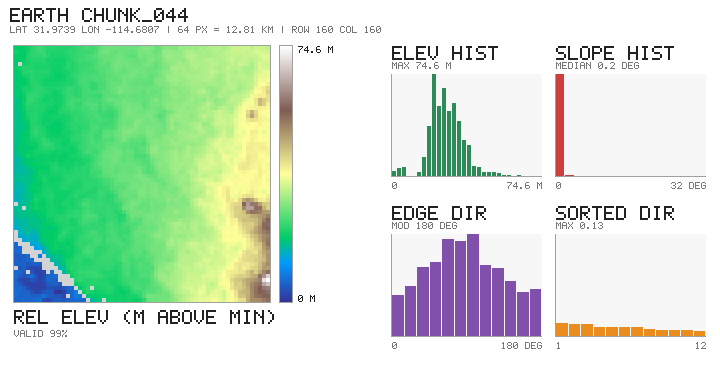 EARTH CHUNK_044
LAT 31.9739 LON -114.6807 | 64 PX = 12.81 KM | ROW 160 COL 160
74.6 M
0 M
REL ELEV (M ABOVE MIN)
VALID 99%
ELEV HIST
MAX 74.6 M
0 74.6 M
SLOPE HIST
MEDIAN 0.2 DEG
0 32 DEG
EDGE DIR
MOD 180 DEG
0 180 DEG
SORTED DIR
MAX 0.13
1 12